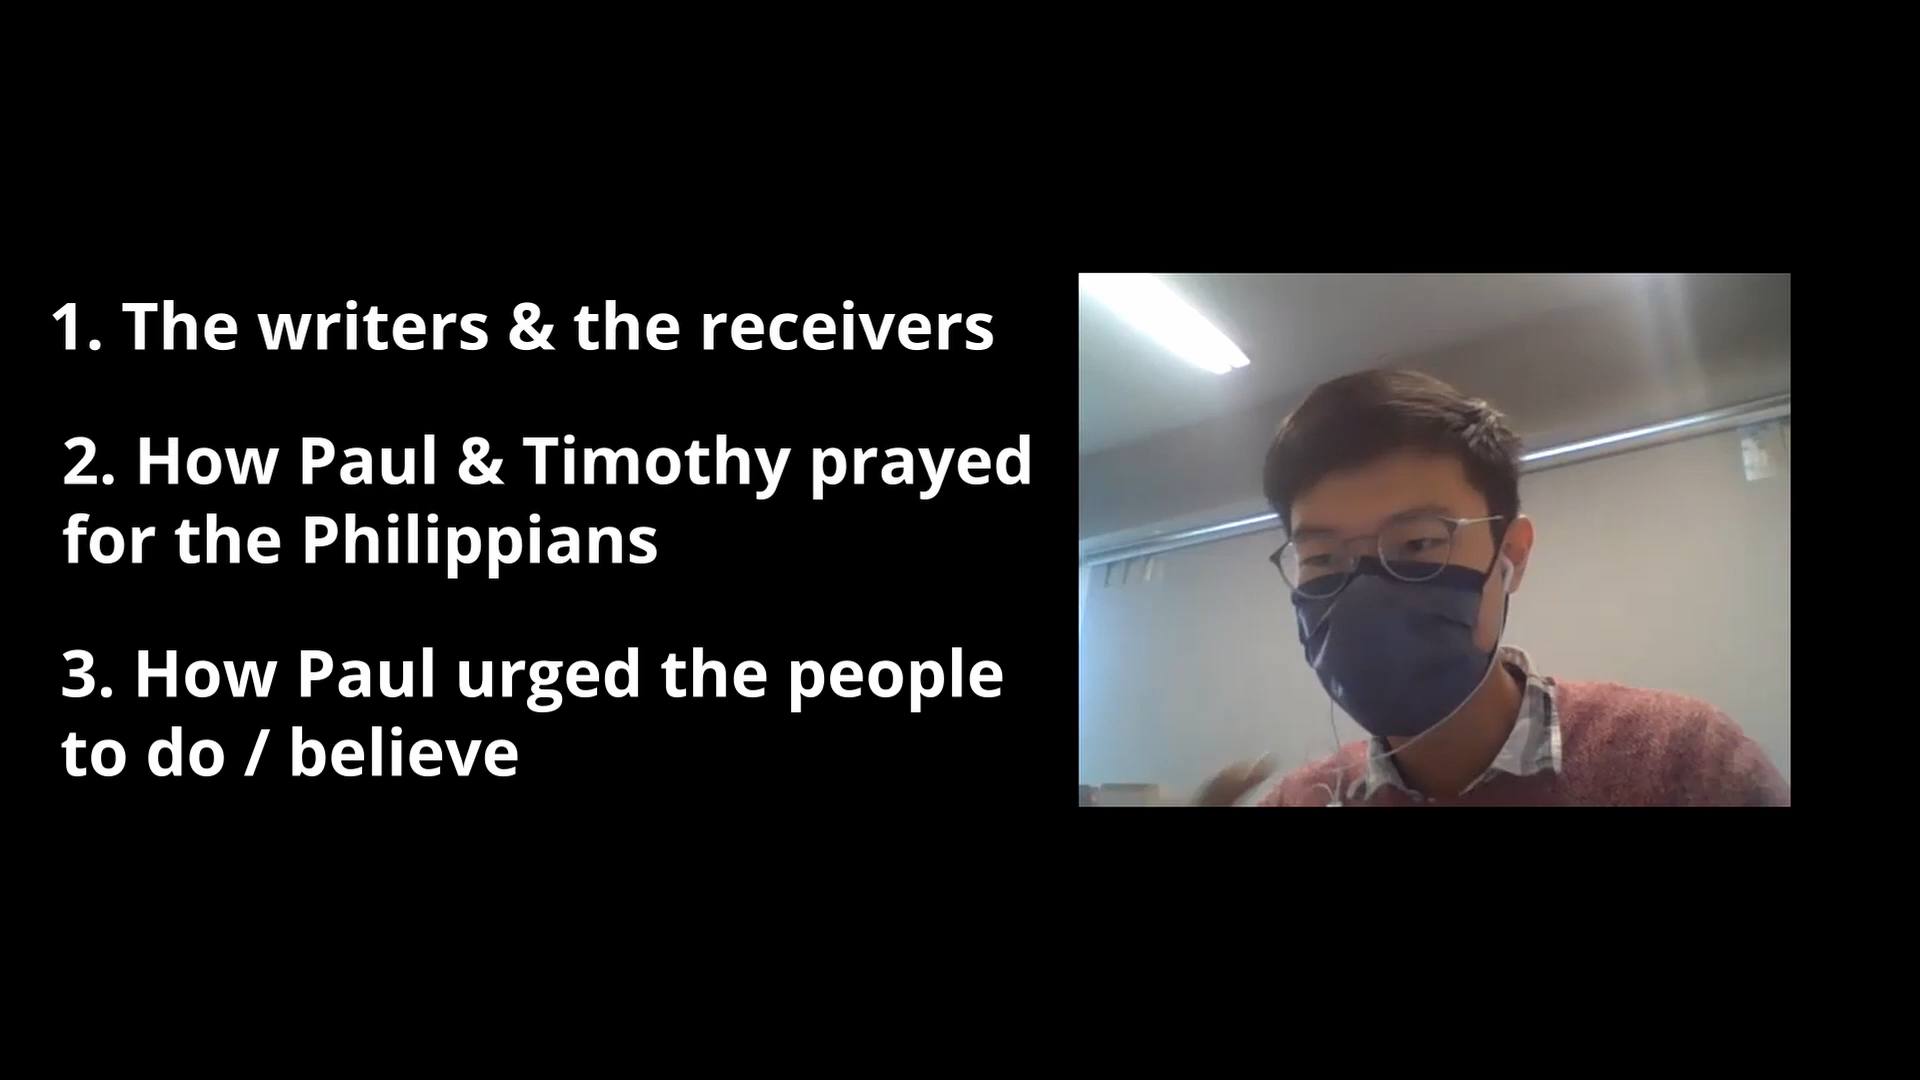 1. The writers & the receivers
2. How Paul & Timothy prayed
for the Philippians
3. How Paul urged the people
to do / believe